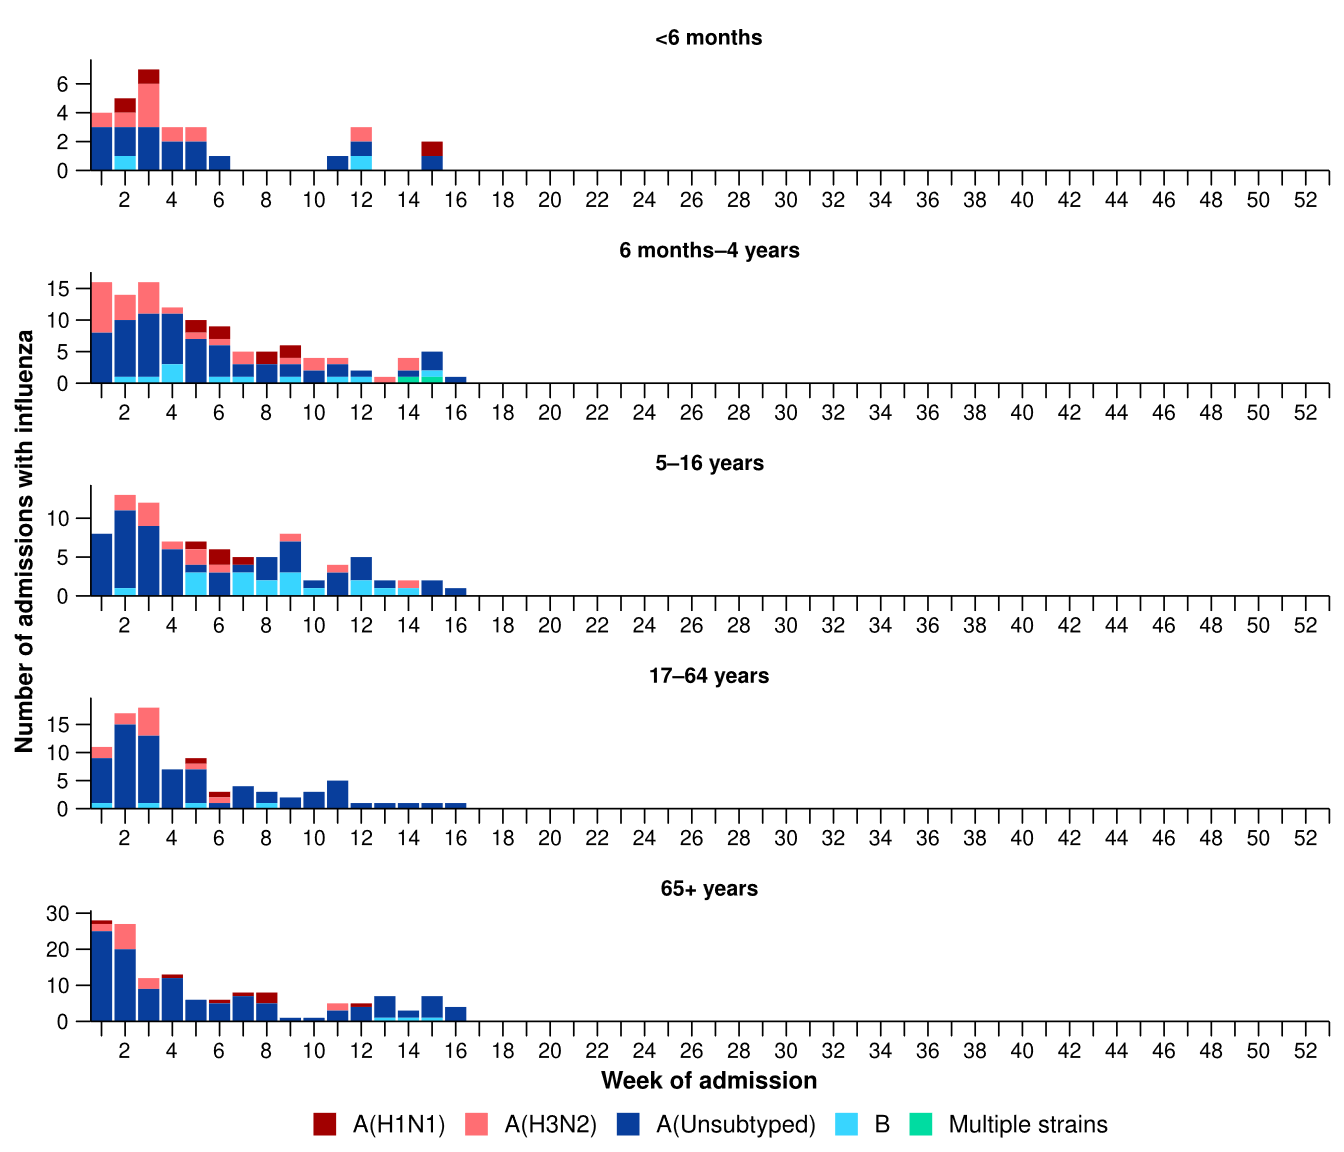 <6 months
6
4
2
0
2 4 6 8 10 12 14 16 18 20 22 24 26 28 30 32 34 36 38 40 42 44 46 48 50 52
6 months–4 years
15
10
5
0
2 4 6 8 10 12 14 16 18 20 22 24 26 28 30 32 34 36 38 40 42 44 46 48 50 52
Number of admissions with influenza
5–16 years
10
5
0
2 4 6 8 10 12 14 16 18 20 22 24 26 28 30 32 34 36 38 40 42 44 46 48 50 52
17–64 years
15
10
5
0
2 4 6 8 10 12 14 16 18 20 22 24 26 28 30 32 34 36 38 40 42 44 46 48 50 52
65+ years
30
20
10
0
2 4 6 8 10 12 14 16 18 20 22 24 26 28 30 32 34 36 38 40 42 44 46 48 50 52
Week of admission
A(H1N1) A(H3N2) A(Unsubtyped) B Multiple strains